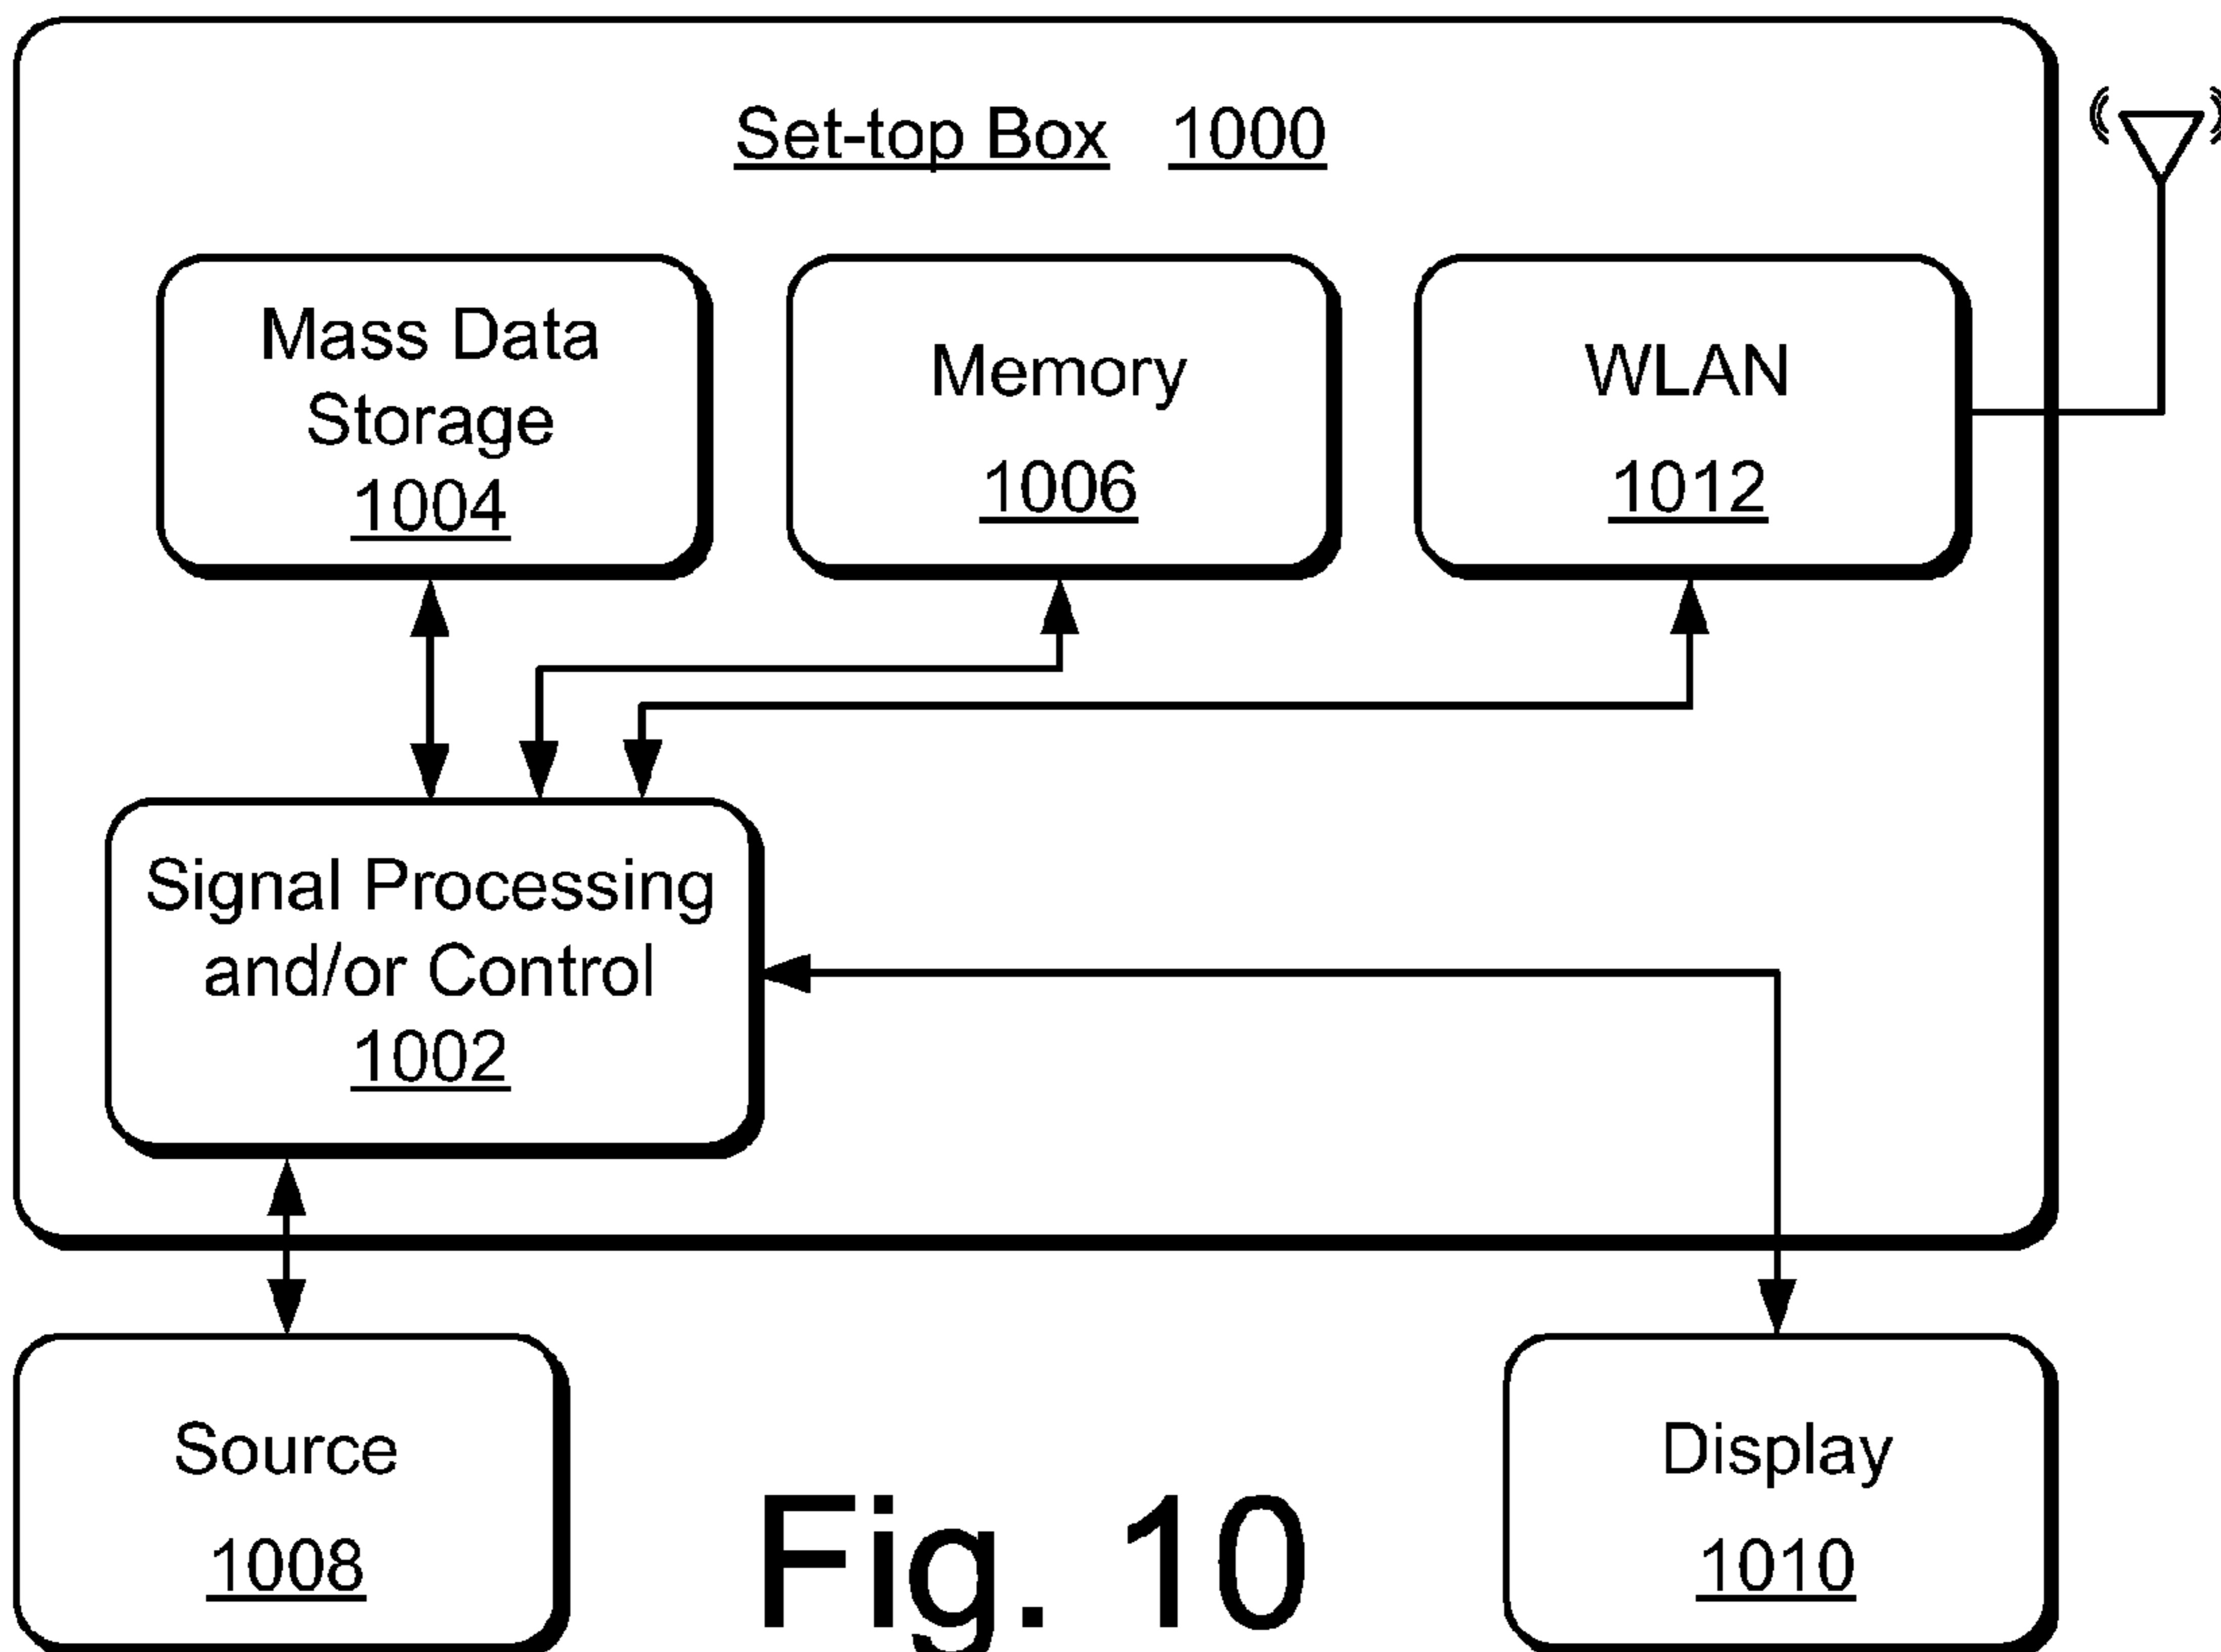 Set-top Box 1000
Mass Data
Storage
1004
Memory
1006
WLAN
1012
Signal Processing
and/or Control
1002
Source
1008
Display
1010
Fig. 10